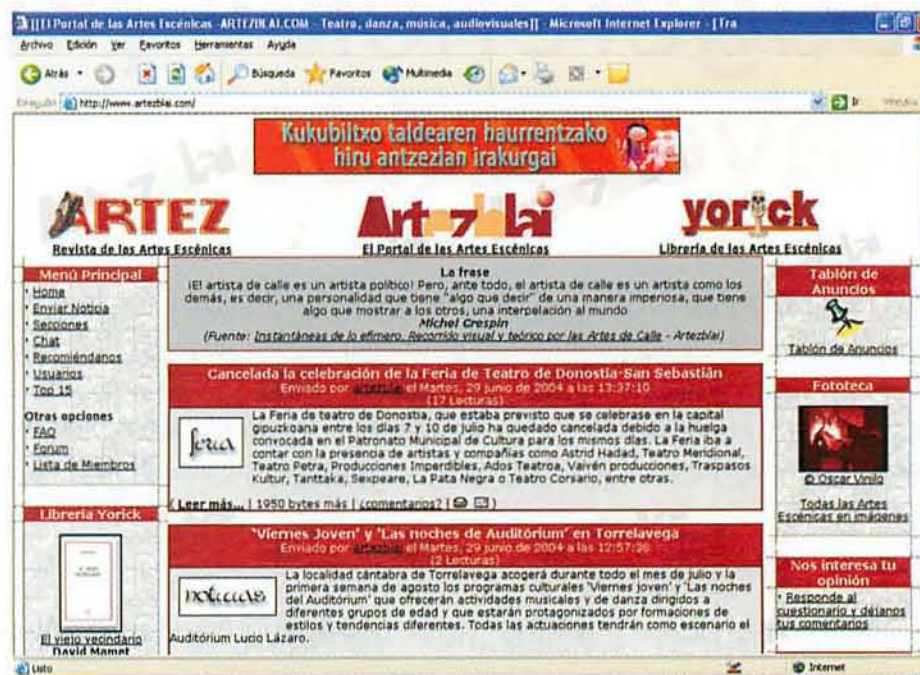 [[El Portal de las Artes Escénicas -ARTEZBLAI.COM - Teatro, danza, música, audiovisuales]] - Microsoft Internet Explorer - [Tra
Archivo Edición Ver Favoritos Herramientas Ayuda
Atrás Búsqueda Favoritos Multimedia
Dirección http://www.artezblai.com/ Ir Vínculos
Kukubiltxo taldearen haurrentzako
hiru antzezlan irakurgai
ARTEZ
Revista de las Artes Escénicas
Artezblai
El Portal de las Artes Escénicas
yorick
Librería de las Artes Escénicas
Menú Principal
Home
Enviar Noticia
Secciones
Chat
Recomiéndanos
Usuarios
Top 15
Otras opciones
FAQ
Forum
Lista de Miembros
Librería Yorick
El viejo vecindario
David Mamet
La frase
¡El artista de calle es un artista político! Pero, ante todo, el artista de calle es un artista como los
demás, es decir, una personalidad que tiene "algo que decir" de una manera imperiosa, que tiene
algo que mostrar a los otros, una interpelación al mundo
Michel Crespin
(Fuente: Instantáneas de lo efímero. Recorrido visual y teórico por las Artes de Calle - Artezblai)
Cancelada la celebración de la Feria de Teatro de Donostia-San Sebastián
Enviado por artezblai el Martes, 29 junio de 2004 a las 13:37:10
(17 Lecturas)
feria
La Feria de teatro de Donostia, que estaba previsto que se celebrase en la capital
gipuzkoana entre los días 7 y 10 de julio ha quedado cancelada debido a la huelga
convocada en el Patronato Municipal de Cultura para los mismos días. La Feria iba a
contar con la presencia de artistas y compañías como Astrid Hadad, Teatro Meridional,
Teatro Petra, Producciones Imperdibles, Ados Teatroa, Vaivén producciones, Traspasos
Kultur, Tanttaka, Sexpeare, La Pata Negra o Teatro Corsario, entre otras.
( Leer más... | 1950 bytes más | ¿comentarios? | )
'Viernes Joven' y 'Las noches de Auditórium' en Torrelavega
Enviado por artezblai el Martes, 29 junio de 2004 a las 12:57:36
(2 Lecturas)
noticias
La localidad cántabra de Torrelavega acogerá durante todo el mes de julio y la
primera semana de agosto los programas culturales 'Viernes joven' y 'Las noches
del Auditórium' que ofrecerán actividades musicales y de danza dirigidos a
diferentes grupos de edad y que estarán protagonizados por formaciones de
estilos y tendencias diferentes. Todas las actuaciones tendrán como escenario el
Auditórium Lucio Lázaro.
Tablón de
Anuncios
Tablón de Anuncios
Fototeca
© Oscar Vinilo
Todas las Artes
Escénicas en imágenes
Nos interesa tu
opinión
Responde al
cuestionario y déjanos
tus comentarios
Listo Internet